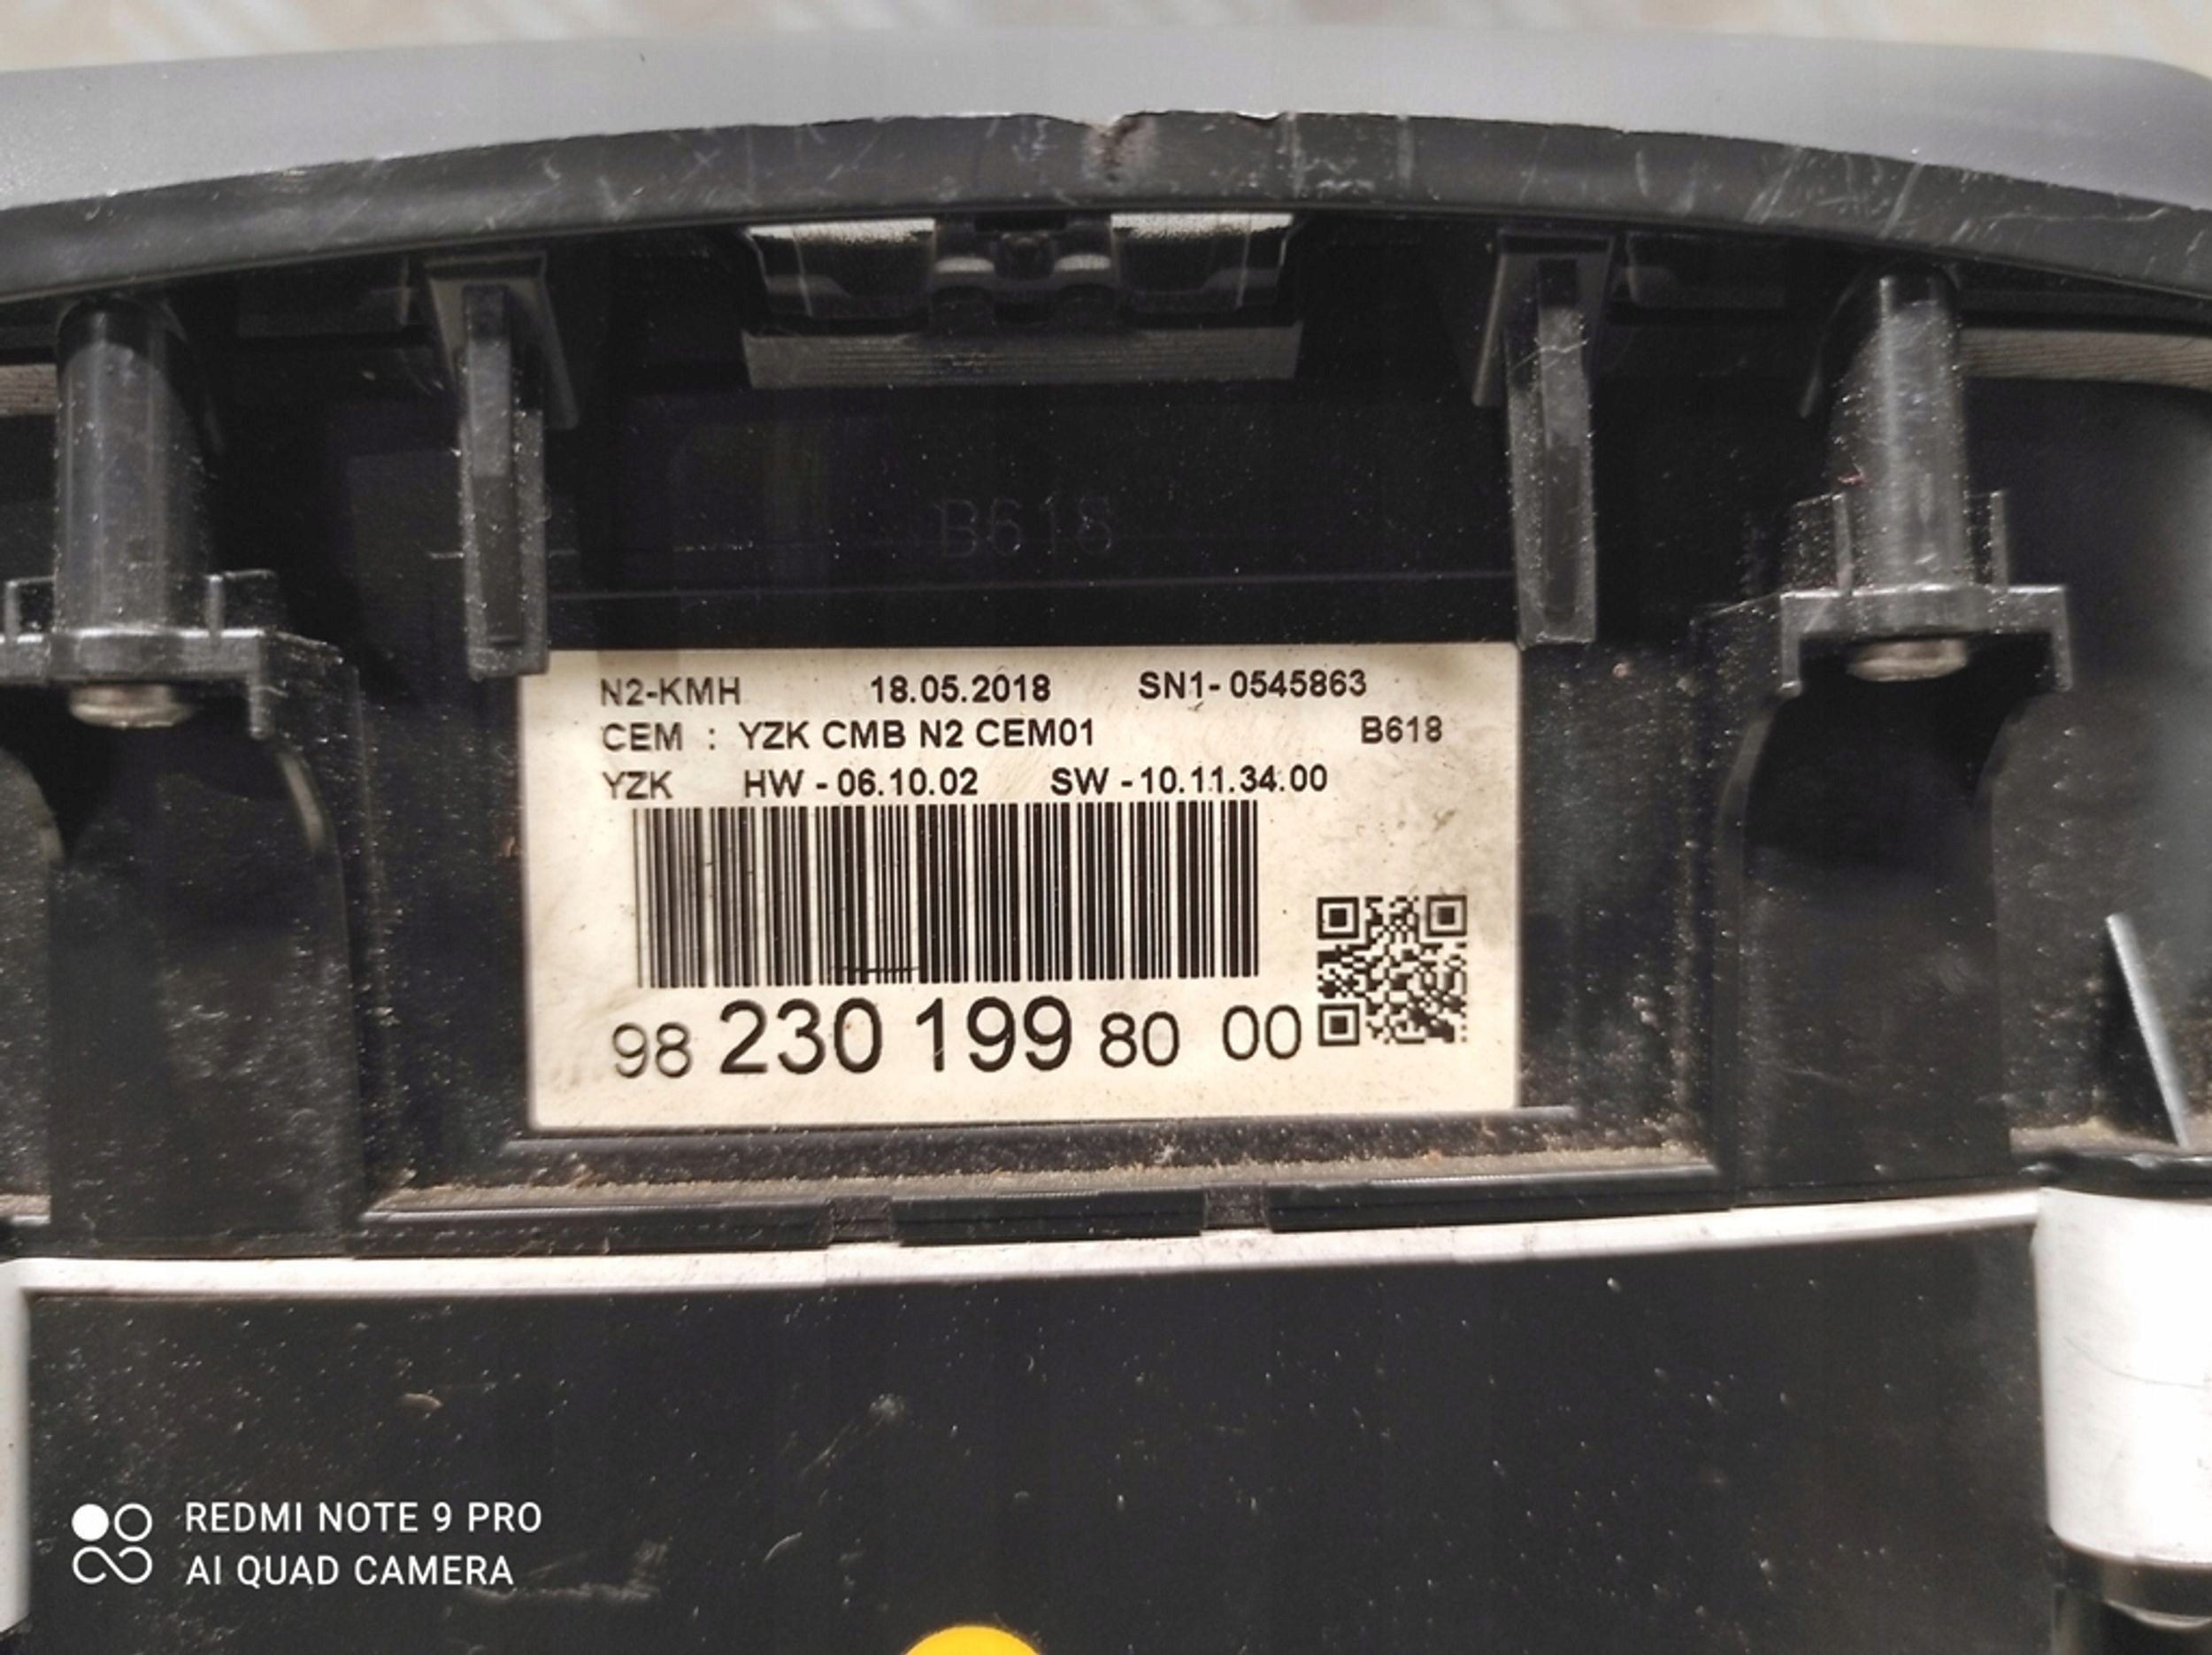 B618
N2-KMH 18.05.2018 SN1- 0545863
CEM : YZK CMB N2 CEM01 B618
YZK HW - 06.10.02 SW - 10.11.34.00
98 230 199 80 00
REDMI NOTE 9 PRO
AI QUAD CAMERA